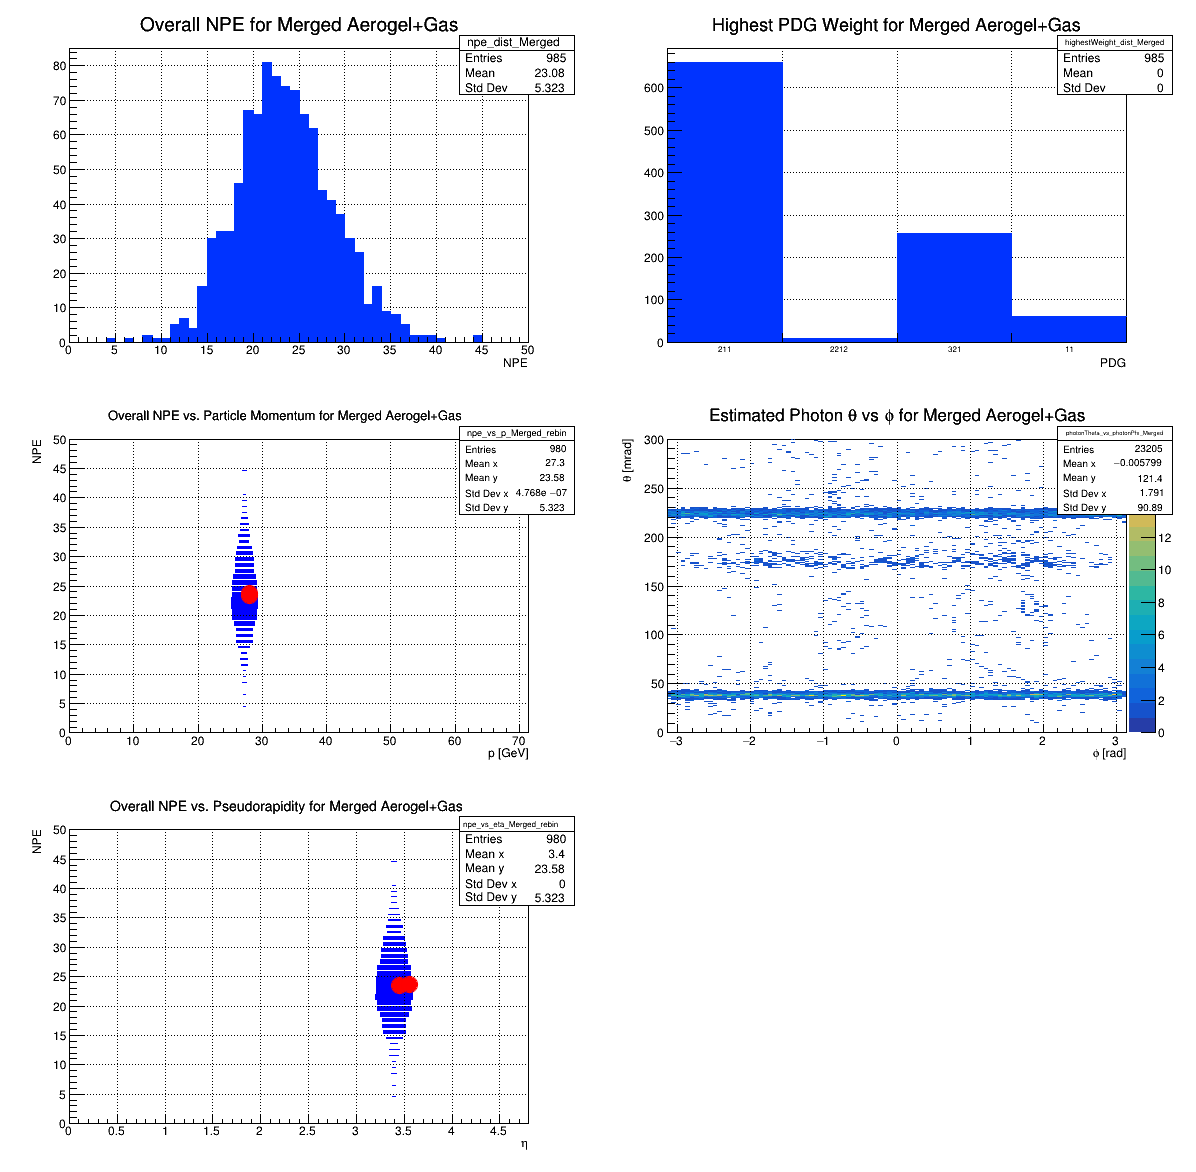 Overall NPE for Merged Aerogel+Gas
npe_dist_Merged
Entries 985
Mean 23.08
Std Dev 5.323
80
70
60
50
40
30
20
10
0
0 5 10 15 20 25 30 35 40 45 50
NPE
Highest PDG Weight for Merged Aerogel+Gas
highestWeight_dist_Merged
Entries 985
Mean 0
Std Dev 0
600
500
400
300
200
100
0
211 2212 321 11
PDG
Overall NPE vs. Particle Momentum for Merged Aerogel+Gas
npe_vs_p_Merged_rebin
Entries 980
Mean x 27.3
Mean y 23.58
Std Dev x 4.768e −07
Std Dev y 5.323
NPE
50
45
40
35
30
25
20
15
10
5
0
0 10 20 30 40 50 60 70
p [GeV]
Estimated Photon θ vs ϕ for Merged Aerogel+Gas
photonTheta_vs_photonPhi_Merged
Entries 23205
Mean x −0.005799
Mean y 121.4
Std Dev x 1.791
Std Dev y 90.89
θ [mrad]
300
250
200
150
100
50
0
−3 −2 −1 0 1 2 3
ϕ [rad]
12
10
8
6
4
2
0
Overall NPE vs. Pseudorapidity for Merged Aerogel+Gas
npe_vs_eta_Merged_rebin
Entries 980
Mean x 3.4
Mean y 23.58
Std Dev x 0
Std Dev y 5.323
NPE
50
45
40
35
30
25
20
15
10
5
0
0 0.5 1 1.5 2 2.5 3 3.5 4 4.5
η